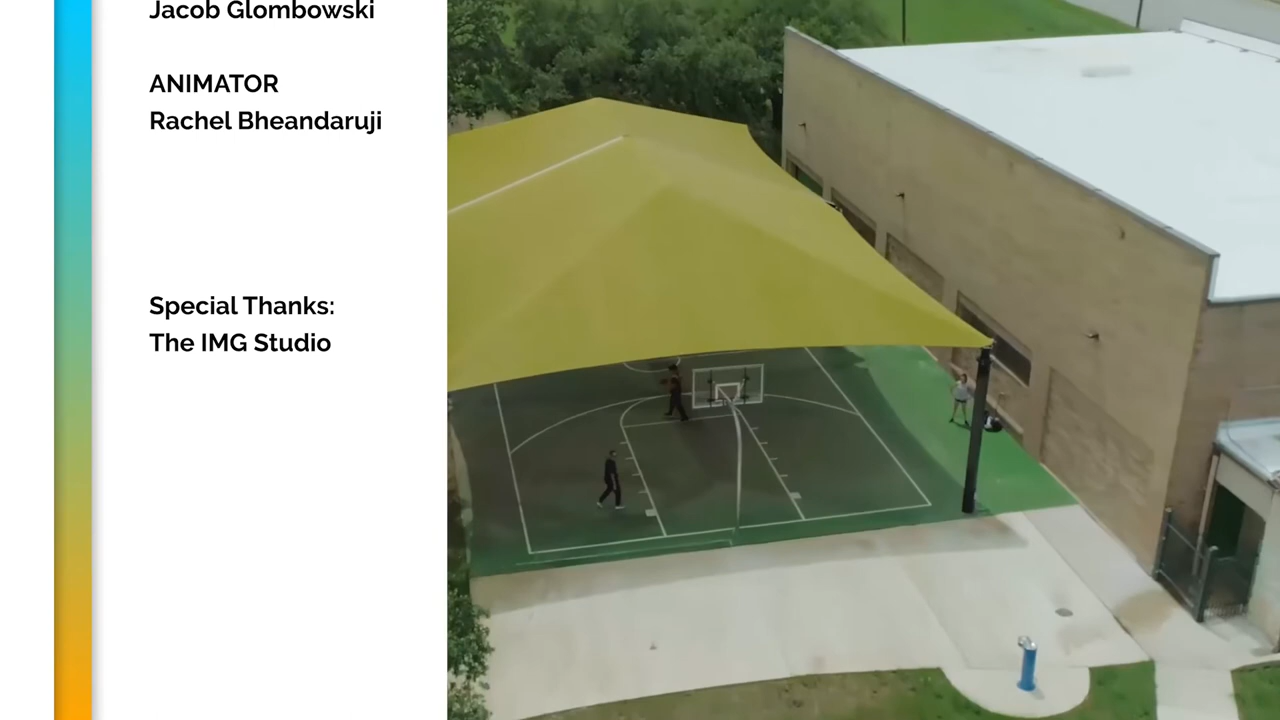 Jacob Glombowski
ANIMATOR
Rachel Bheandaruji
Special Thanks:
The IMG Studio